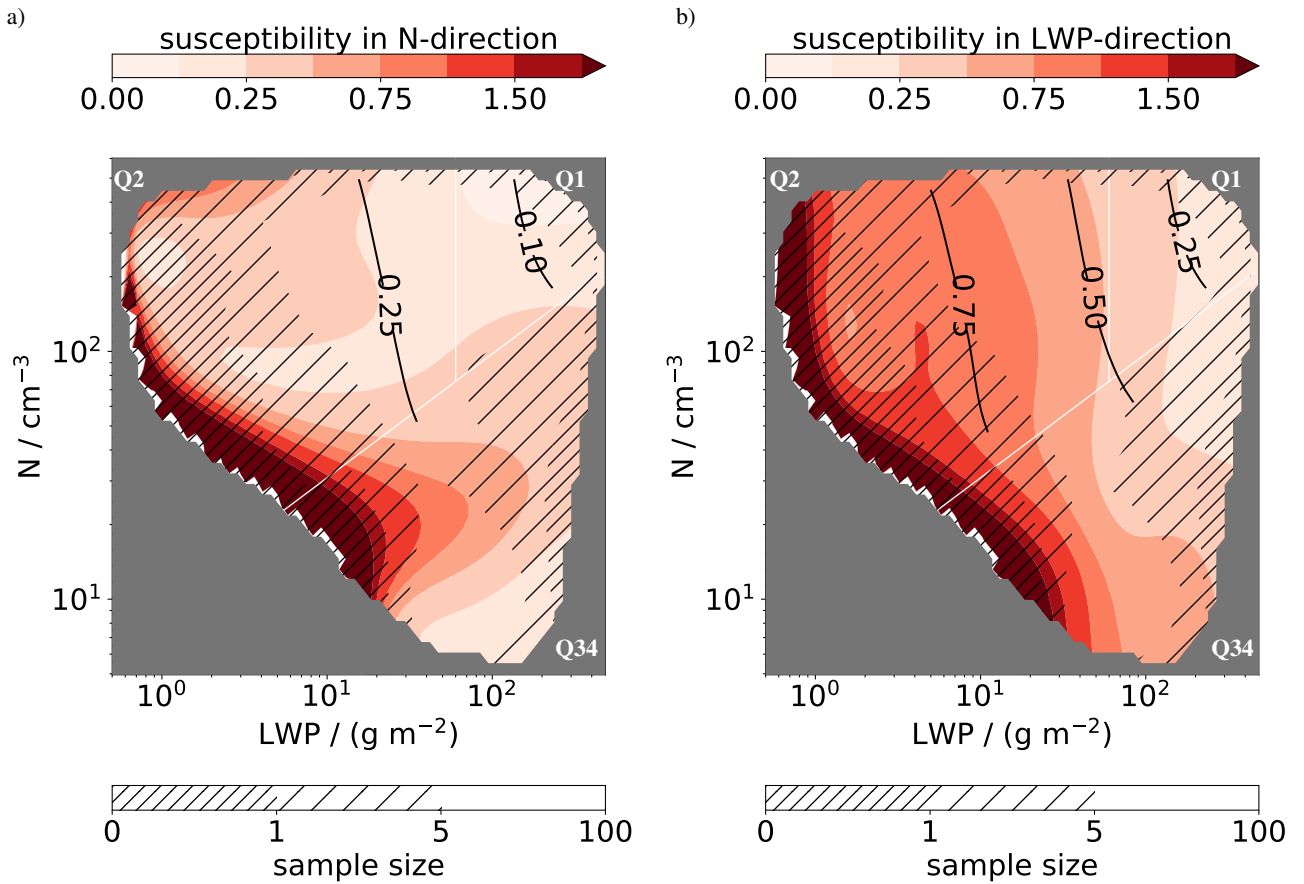 a)
susceptibility in N-direction
0.00 0.25 0.75 1.50
Q2
Q1
0.10
0.25
Q34
10²
10¹
N / cm⁻³
10⁰ 10¹ 10²
LWP / (g m⁻²)
0 1 5 100
sample size
b)
susceptibility in LWP-direction
0.00 0.25 0.75 1.50
Q2
Q1
0.25
0.50
0.75
Q34
10²
10¹
N / cm⁻³
10⁰ 10¹ 10²
LWP / (g m⁻²)
0 1 5 100
sample size